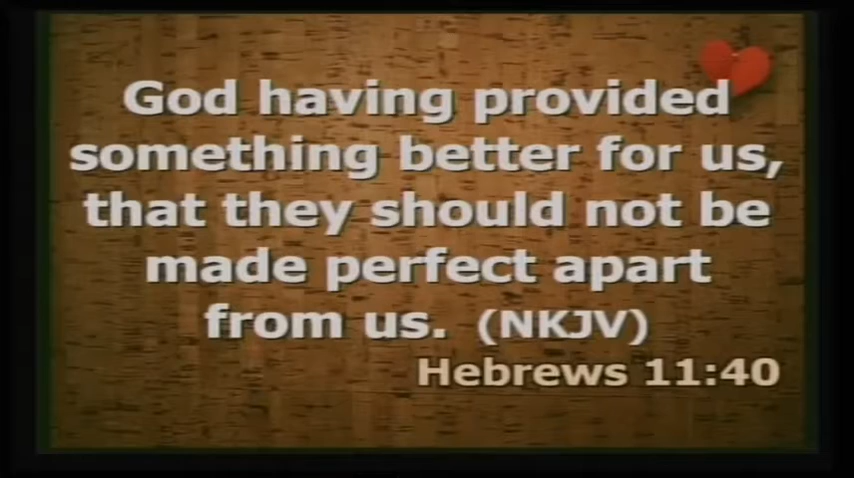 God having provided
something better for us,
that they should not be
made perfect apart
from us. (NKJV)
Hebrews 11:40